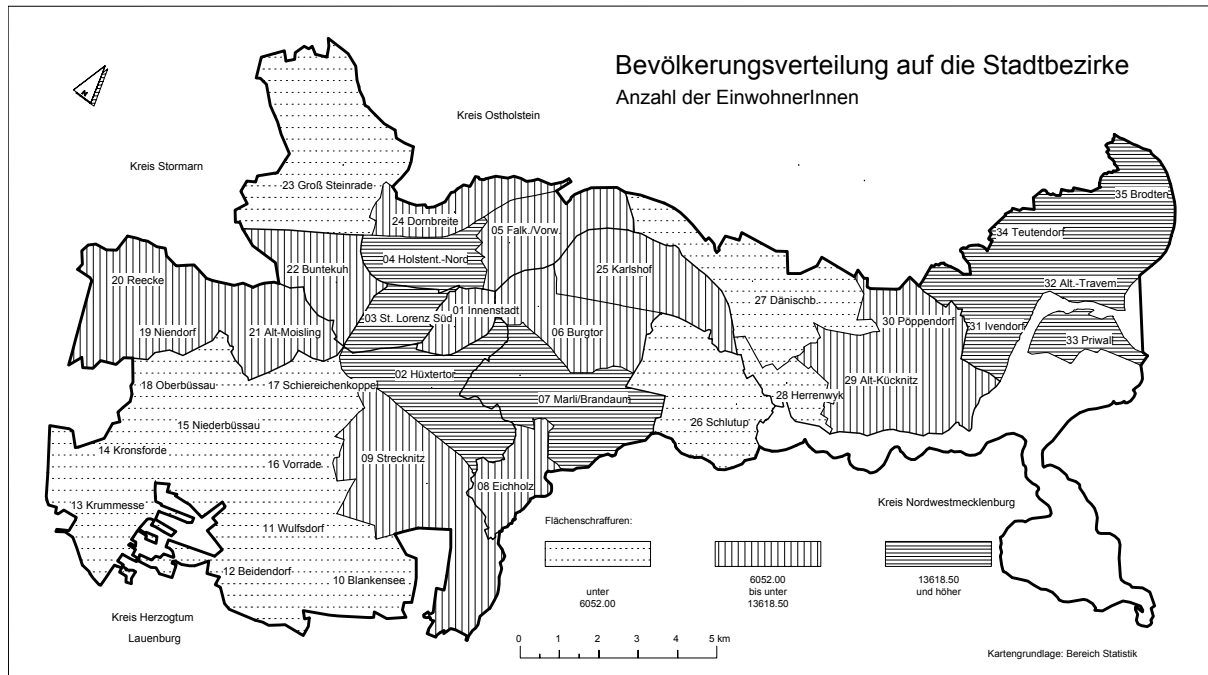 Bevölkerungsverteilung auf die Stadtbezirke
Anzahl der EinwohnerInnen
N
Kreis Ostholstein
Kreis Stormarn
23 Groß Steinrade
35 Brodten
24 Dornbreite
05 Falk./Vorw.
34 Teutendorf
04 Holstent.-Nord
22 Buntekuh
25 Karlshof
20 Reecke
32 Alt.-Travem
27 Dänischb.
03 St. Lorenz Süd
01 Innenstadt
30 Pöppendorf
19 Niendorf
21 Alt-Moisling
06 Burgtor
31 Ivendorf
33 Priwall
02 Hüxtertor
29 Alt-Kücknitz
18 Oberbüssau
17 Schiereichenkoppel
28 Herrenwyk
07 Marli/Brandaum
15 Niederbüssau
26 Schlutup
14 Kronsforde
09 Strecknitz
16 Vorrade
08 Eichholz
13 Krummesse
Kreis Nordwestmecklenburg
11 Wulfsdorf
Flächenschraffuren:
12 Beidendorf
10 Blankensee
unter
6052.00
6052.00
bis unter
13618.50
13618.50
und höher
Kreis Herzogtum
Lauenburg
0 1 2 3 4 5 km
Kartengrundlage: Bereich Statistik